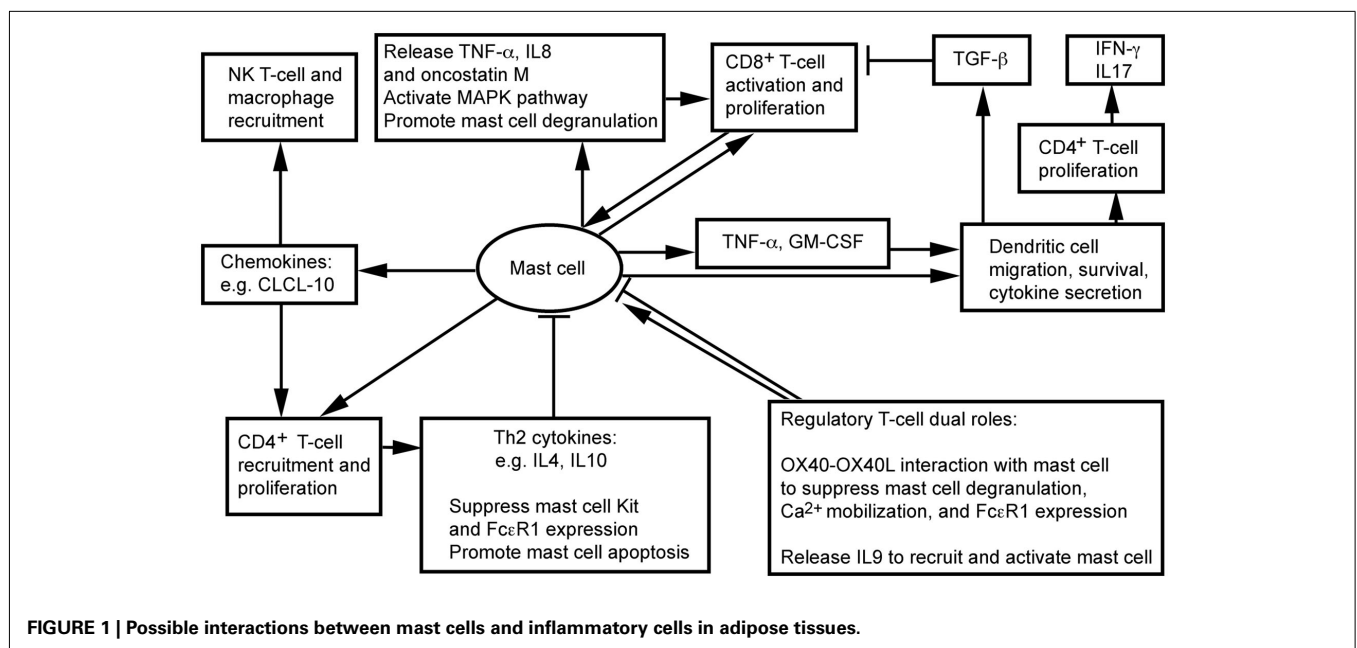 NK T-cell and
macrophage
recruitment
Release TNF-α, IL8
and oncostatin M
Activate MAPK pathway
Promote mast cell degranulation
CD8⁺ T-cell
activation and
proliferation
TGF-β
IFN-γ
IL17
CD4⁺ T-cell
proliferation
Chemokines:
e.g. CLCL-10
Mast cell
TNF-α, GM-CSF
Dendritic cell
migration, survival,
cytokine secretion
CD4⁺ T-cell
recruitment and
proliferation
Th2 cytokines:
e.g. IL4, IL10
Suppress mast cell Kit
and FcεR1 expression
Promote mast cell apoptosis
Regulatory T-cell dual roles:
OX40-OX40L interaction with mast cell
to suppress mast cell degranulation,
Ca²⁺ mobilization, and FcεR1 expression
Release IL9 to recruit and activate mast cell
FIGURE 1 | Possible interactions between mast cells and inflammatory cells in adipose tissues.